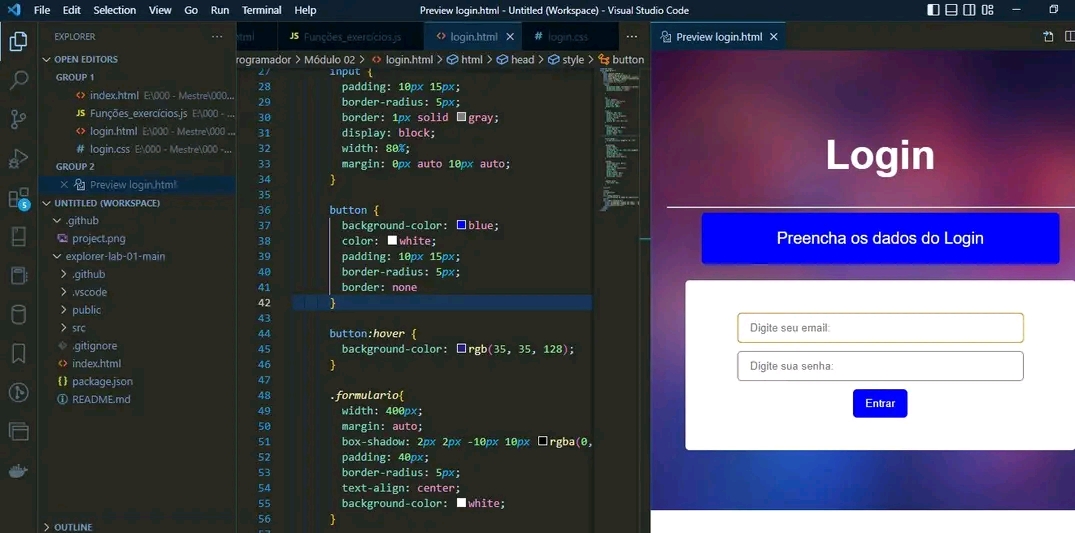 File Edit Selection View Go Run Terminal Help
Preview login.html - Untitled (Workspace) - Visual Studio Code
EXPLORER
OPEN EDITORS
GROUP 1
index.html E:\000 - Mestre\000...
JS Funções_exercícios.js E:\000...
login.html E:\000 - Mestre\000...
# login.css E:\000 - Mestre\000 -...
GROUP 2
Preview login.html
UNTITLED (WORKSPACE)
.github
project.png
explorer-lab-01-main
.github
.vscode
public
src
.gitignore
index.html
package.json
README.md
OUTLINE
5
JS Funções_exercícios.js
login.html
# login.css
rogramador > Módulo 02 > login.html > html > head > style > button
27 input {
28 padding: 10px 15px;
29 border-radius: 5px;
30 border: 1px solid gray;
31 display: block;
32 width: 80%;
33 margin: 0px auto 10px auto;
34 }
35
36 button {
37 background-color: blue;
38 color: white;
39 padding: 10px 15px;
40 border-radius: 5px;
41 border: none
42 }
43
44 button:hover {
45 background-color: rgb(35, 35, 128);
46 }
47
48 .formulario{
49 width: 400px;
50 margin: auto;
51 box-shadow: 2px 2px -10px 10px rgba(0,
52 padding: 40px;
53 border-radius: 5px;
54 text-align: center;
55 background-color: white;
56 }
Preview login.html
Login
Preencha os dados do Login
Digite seu email:
Digite sua senha:
Entrar